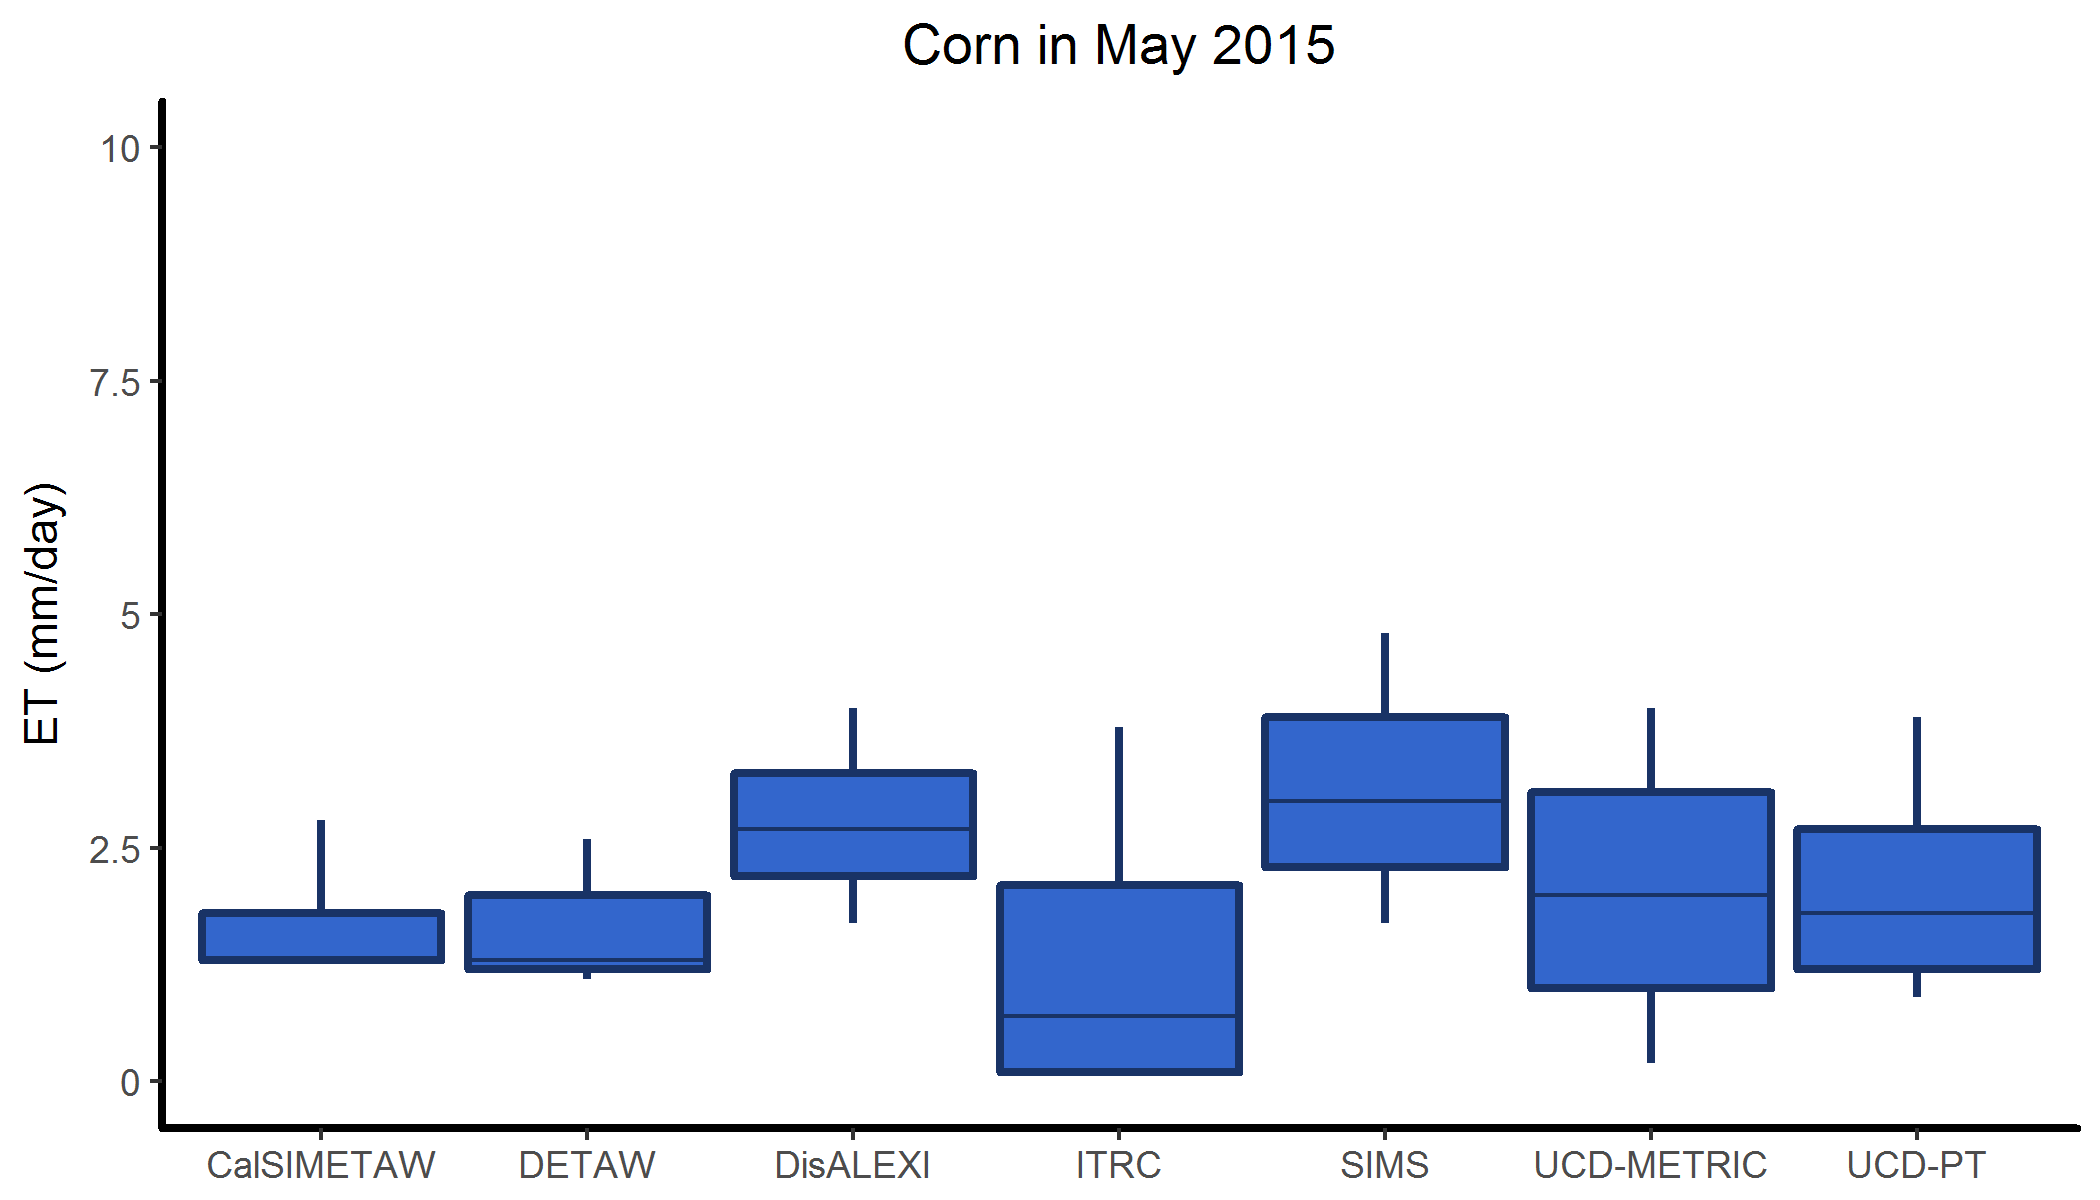 Corn in May 2015
10
7.5
5
2.5
0
ET (mm/day)
CalSIMETAW DETAW DisALEXI ITRC SIMS UCD-METRIC UCD-PT